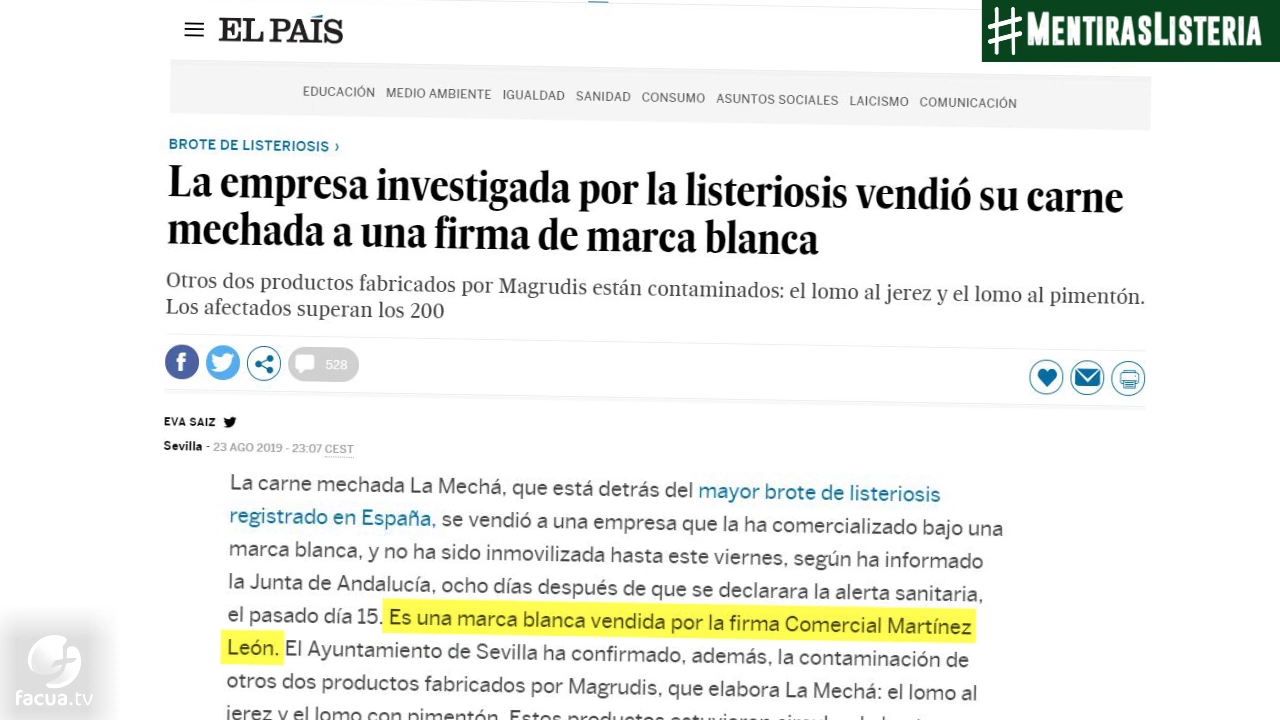 EL PAÍS
#MENTIRASLISTERIA
EDUCACIÓN MEDIO AMBIENTE IGUALDAD SANIDAD CONSUMO ASUNTOS SOCIALES LAICISMO COMUNICACIÓN
BROTE DE LISTERIOSIS ›
La empresa investigada por la listeriosis vendió su carne
mechada a una firma de marca blanca
Otros dos productos fabricados por Magrudis están contaminados: el lomo al jerez y el lomo al pimentón.
Los afectados superan los 200
528
EVA SAIZ
Sevilla - 23 AGO 2019 - 23:07 CEST
La carne mechada La Mechá, que está detrás del mayor brote de listeriosis
registrado en España, se vendió a una empresa que la ha comercializado bajo una
marca blanca, y no ha sido inmovilizada hasta este viernes, según ha informado
la Junta de Andalucía, ocho días después de que se declarara la alerta sanitaria,
el pasado día 15. Es una marca blanca vendida por la firma Comercial Martínez
León. El Ayuntamiento de Sevilla ha confirmado, además, la contaminación de
otros dos productos fabricados por Magrudis, que elabora La Mechá: el lomo al
jerez y el lomo con pimentón. Estos productos
facua.tv